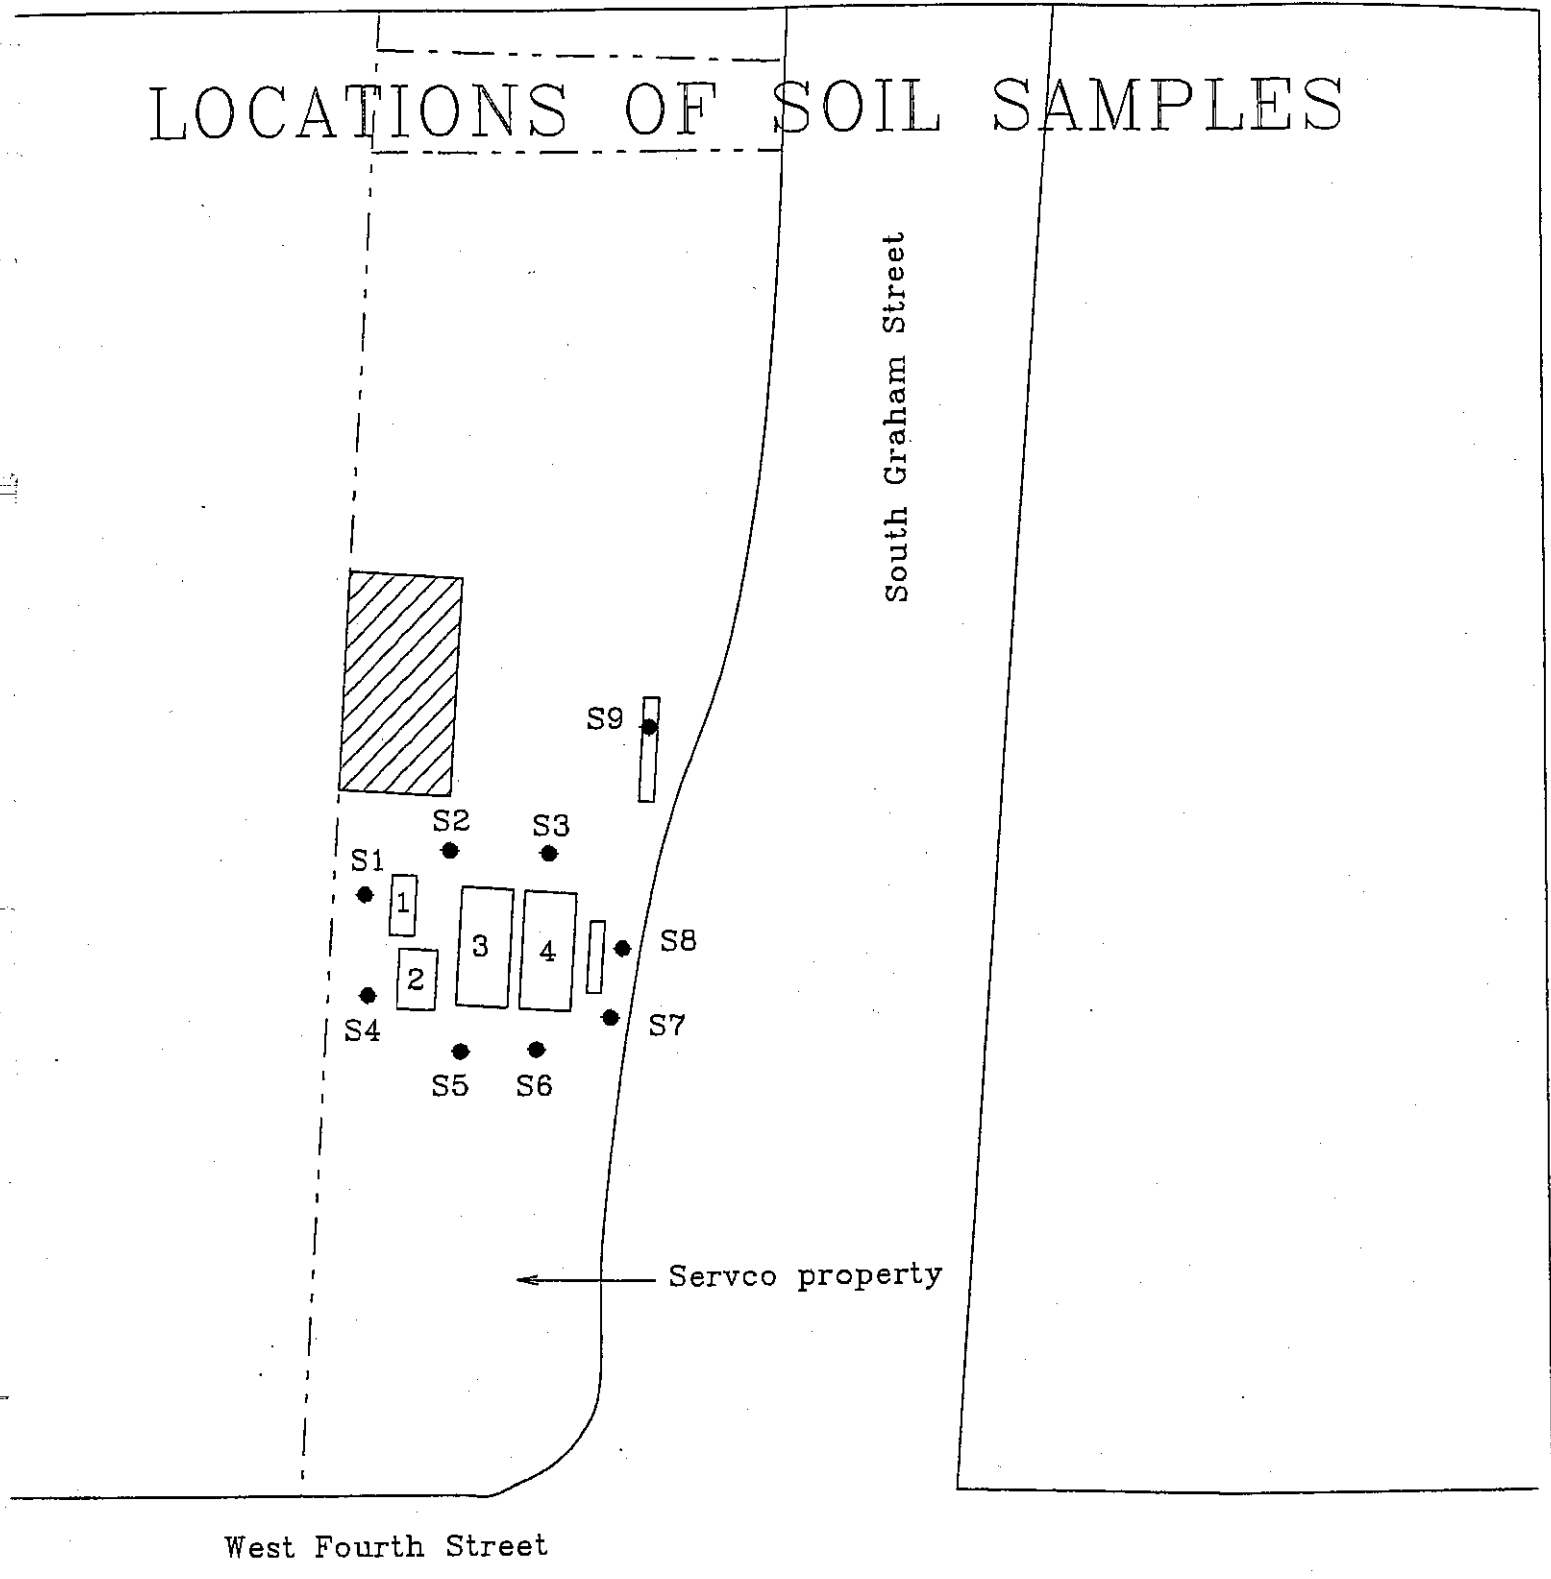 LOCATIONS OF SOIL SAMPLES
South Graham Street
S9
S2
S3
S1
1
3
4
2
S8
S4
S7
S5
S6
Servco property
West Fourth Street